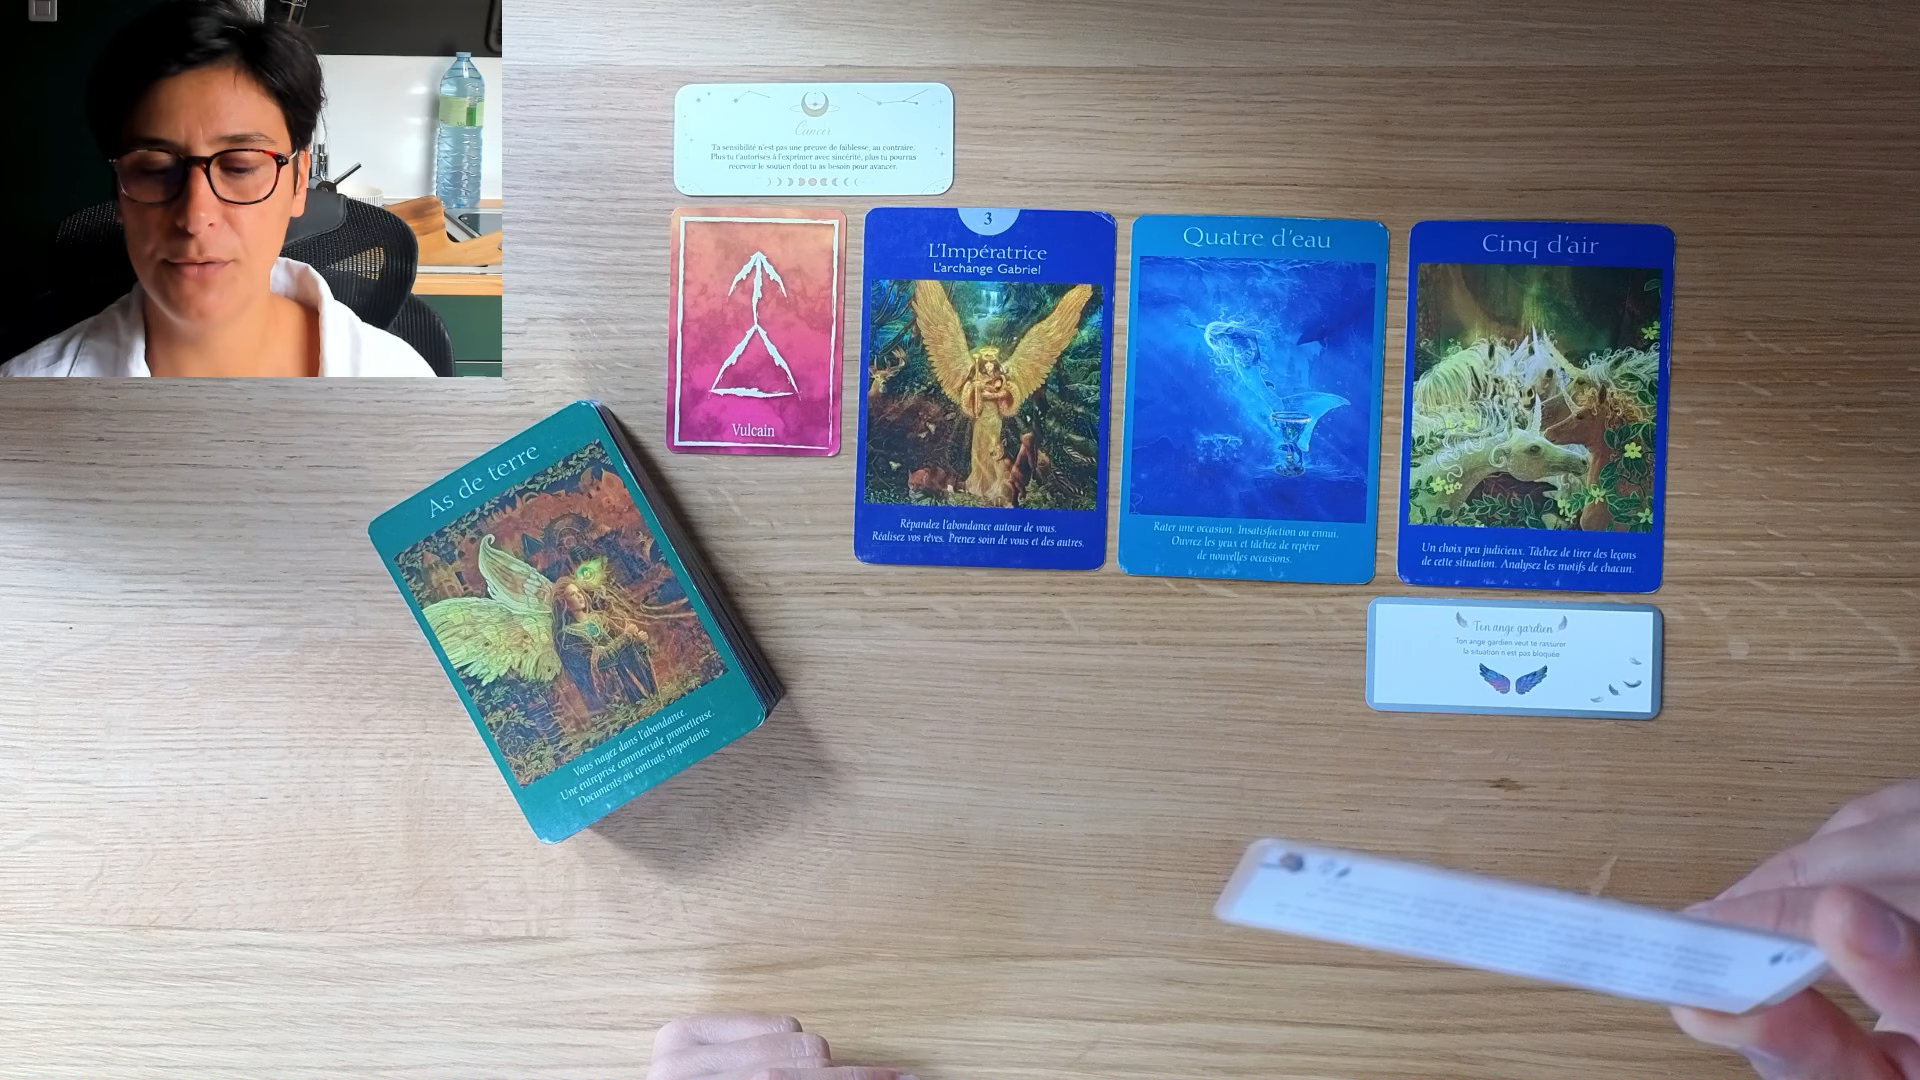 Cancer
Ta sensibilité n'est pas une preuve de faiblesse, au contraire.
Plus tu t'autorises à l'exprimer avec sincérité, plus tu pourras
recevoir le soutien dont tu as besoin pour avancer.
Vulcain
3
L'Impératrice
L'archange Gabriel
Répandez l'abondance autour de vous.
Réalisez vos rêves. Prenez soin de vous et des autres.
Quatre d'eau
Rater une occasion. Insatisfaction ou ennui.
Ouvrez les yeux et tâchez de repérer
de nouvelles occasions.
Cinq d'air
Un choix peu judicieux. Tâchez de tirer des leçons
de cette situation. Analysez les motifs de chacun.
As de terre
Vous nagez dans l'abondance.
Une entreprise commerciale prometteuse.
Documents ou contrats importants
Ton ange gardien
Ton ange gardien veut te rassurer
la situation n'est pas bloquée